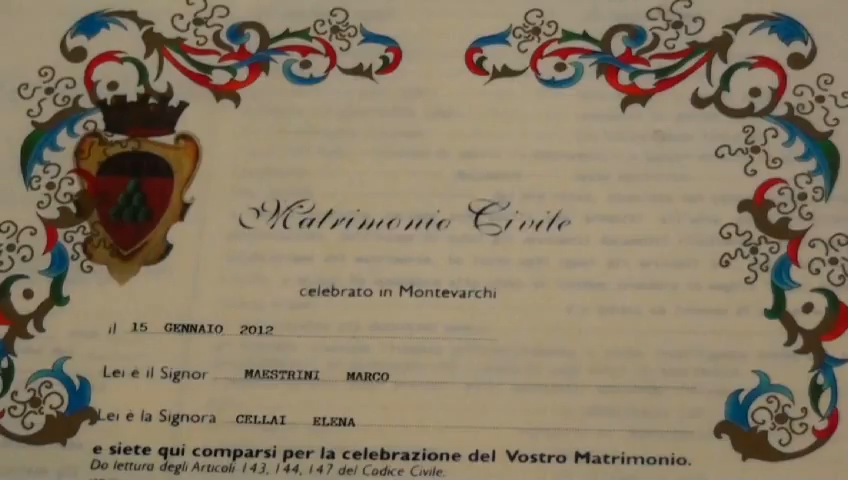 Matrimonio Civile
celebrato in Montevarchi
il 15 GENNAIO 2012
Lei è il Signor MAESTRINI MARCO
Lei è la Signora CELLAI ELENA
e siete qui comparsi per la celebrazione del Vostro Matrimonio.
Do lettura degli Articoli 143, 144, 147 del Codice Civile.